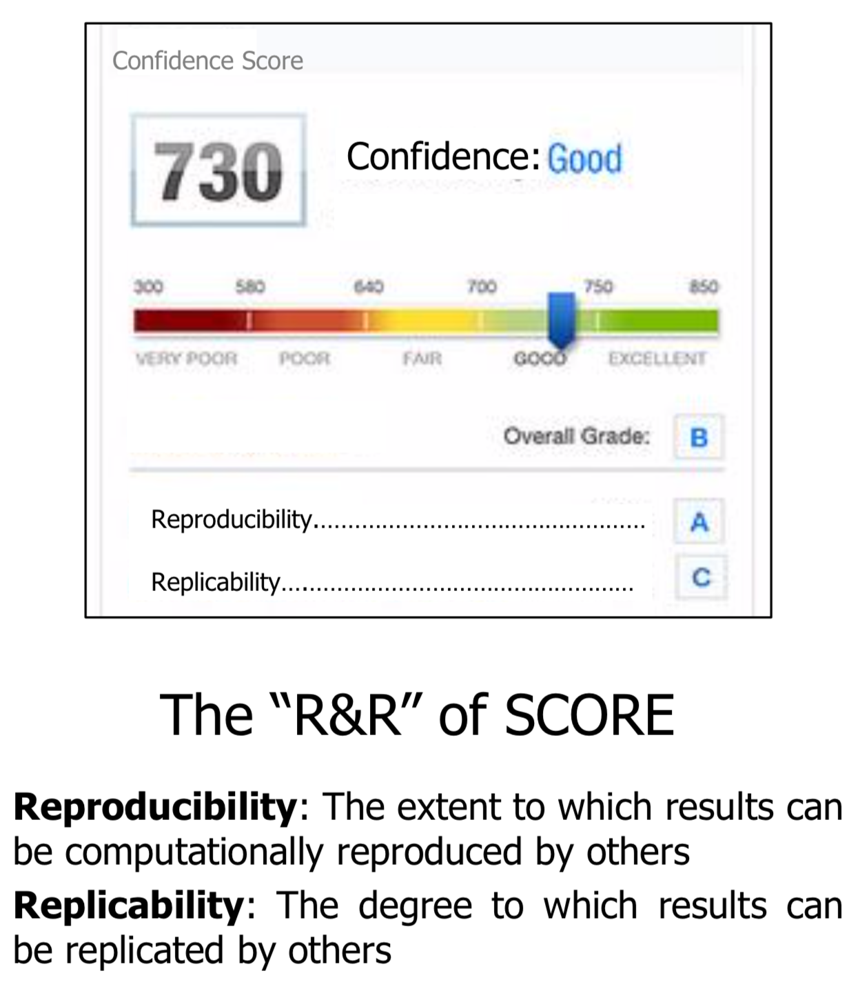 Confidence Score
730
Confidence: Good
300 580 640 700 750 850
VERY POOR POOR FAIR GOOD EXCELLENT
Overall Grade: B
Reproducibility............................................... A
Replicability.................................................. C
The “R&R” of SCORE
Reproducibility: The extent to which results can
be computationally reproduced by others
Replicability: The degree to which results can
be replicated by others